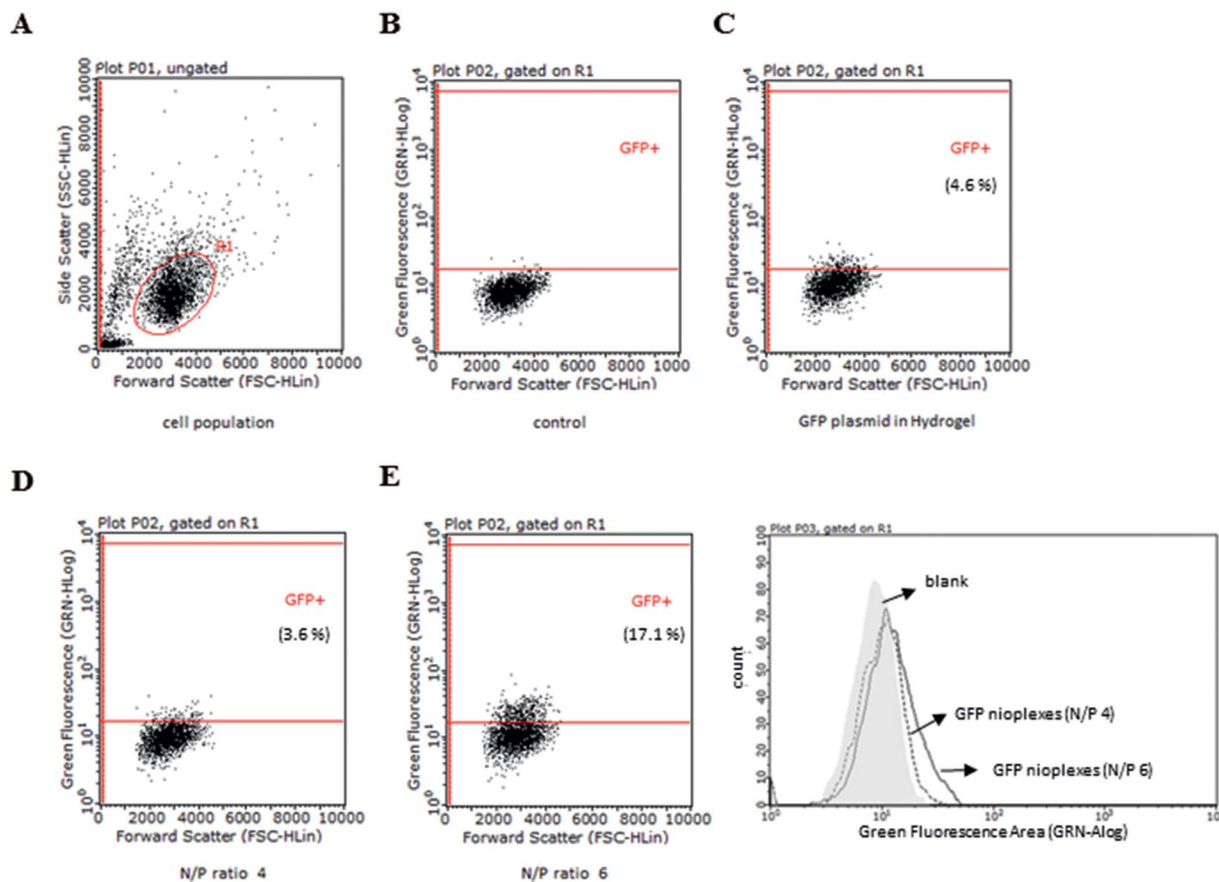 A
B
C
Plot P01, ungated
Side Scatter (SSC-HLin)
0 2000 4000 6000 8000 10000
R1
0 2000 4000 6000 8000 10000
Forward Scatter (FSC-HLin)
cell population
Plot P02, gated on R1
Green Fluorescence (GRN-HLog)
10⁰ 10¹ 10² 10³ 10⁴
GFP+
0 2000 4000 6000 8000 10000
Forward Scatter (FSC-HLin)
control
Plot P02, gated on R1
Green Fluorescence (GRN-HLog)
10⁰ 10¹ 10² 10³ 10⁴
GFP+
(4.6 %)
0 2000 4000 6000 8000 10000
Forward Scatter (FSC-HLin)
GFP plasmid in Hydrogel
D
E
Plot P02, gated on R1
Green Fluorescence (GRN-HLog)
10⁰ 10¹ 10² 10³ 10⁴
GFP+
(3.6 %)
0 2000 4000 6000 8000 10000
Forward Scatter (FSC-HLin)
N/P ratio 4
Plot P02, gated on R1
Green Fluorescence (GRN-HLog)
10⁰ 10¹ 10² 10³ 10⁴
GFP+
(17.1 %)
0 2000 4000 6000 8000 10000
Forward Scatter (FSC-HLin)
N/P ratio 6
Plot P03, gated on R1
count
0 10 20 30 40 50 60 70 80 90 100
blank
GFP nioplexes (N/P 4)
GFP nioplexes (N/P 6)
10⁰ 10¹ 10² 10³ 10⁴
Green Fluorescence Area (GRN-Alog)